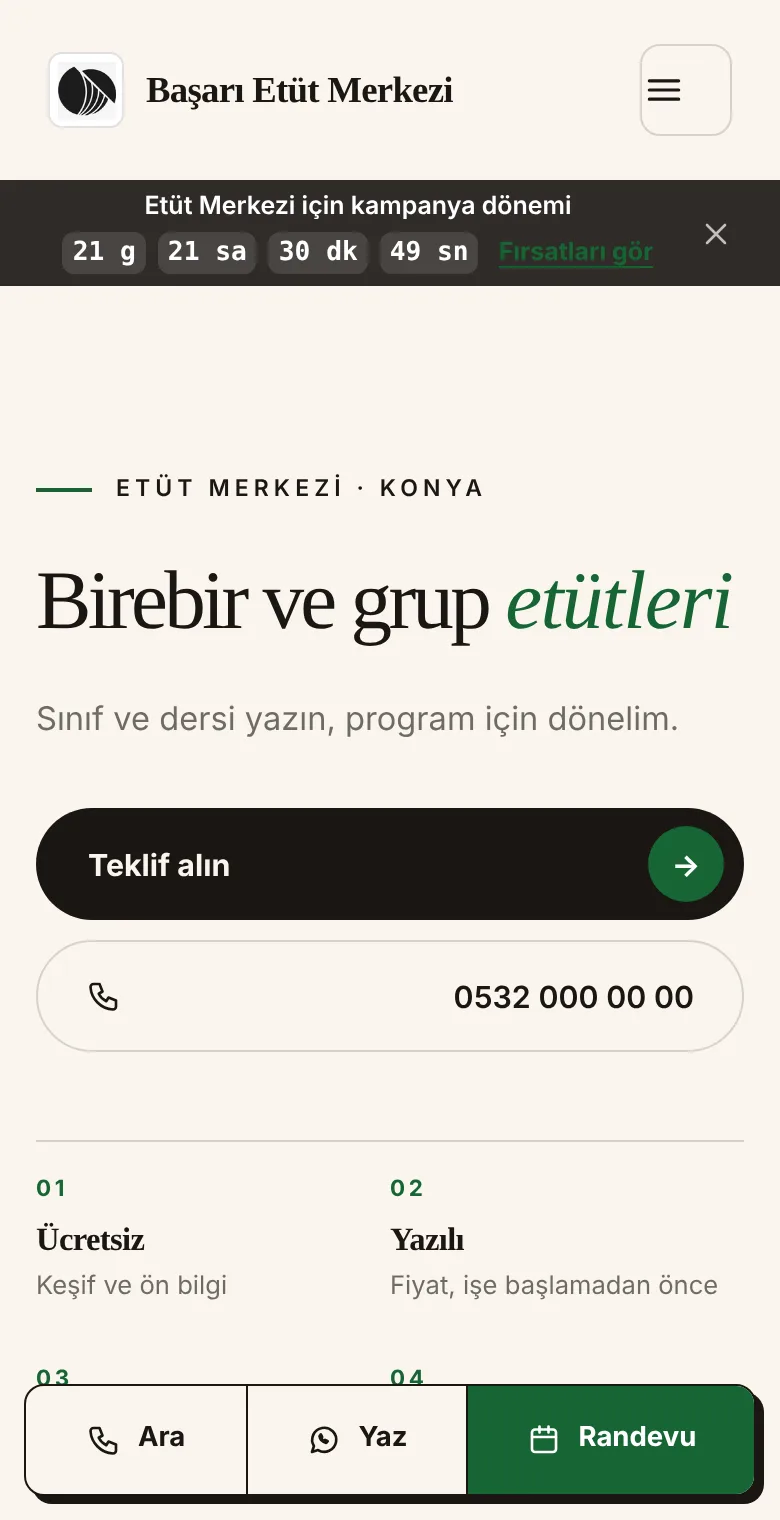 Başarı Etüt Merkezi
Etüt Merkezi için kampanya dönemi
21 g 21 sa 30 dk 49 sn Fırsatları gör
ETÜT MERKEZİ · KONYA
Birebir ve grup etütleri
Sınıf ve dersi yazın, program için dönelim.
Teklif alın
0532 000 00 00
01 02
Ücretsiz Yazılı
Keşif ve ön bilgi Fiyat, işe başlamadan önce
03 04
Ara Yaz Randevu